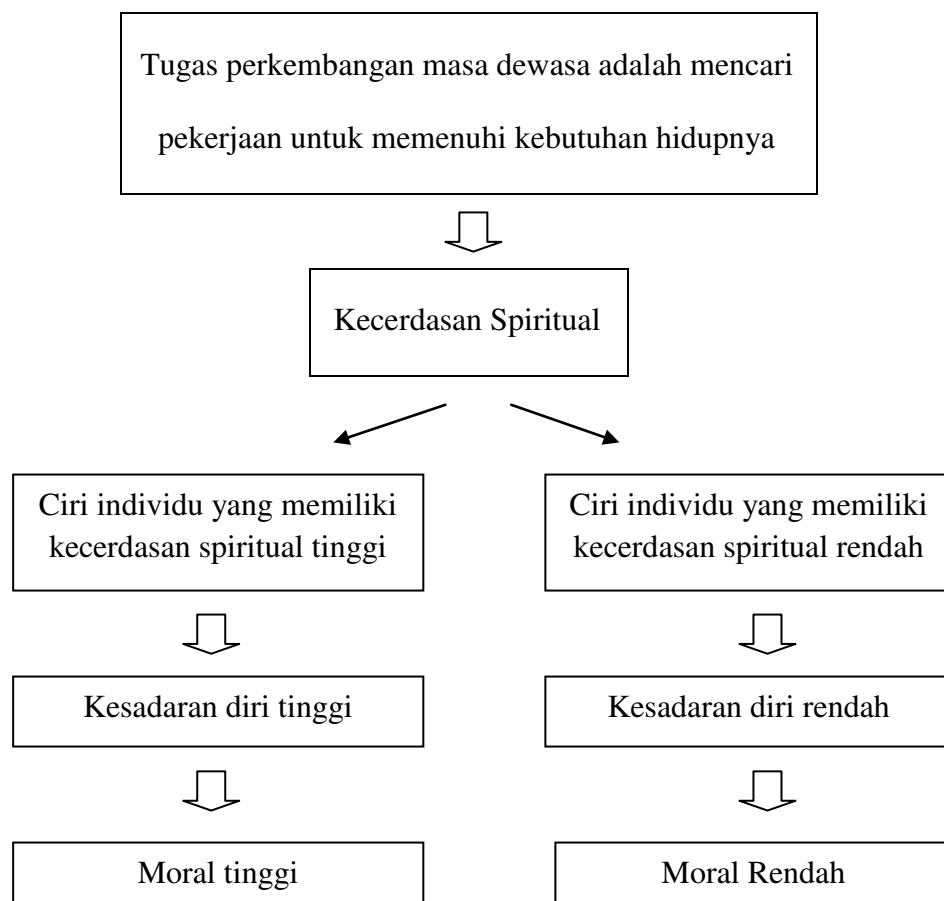 Tugas perkembangan masa dewasa adalah mencari
pekerjaan untuk memenuhi kebutuhan hidupnya
Kecerdasan Spiritual
Ciri individu yang memiliki
kecerdasan spiritual tinggi
Ciri individu yang memiliki
kecerdasan spiritual rendah
Kesadaran diri tinggi
Kesadaran diri rendah
Moral tinggi
Moral Rendah